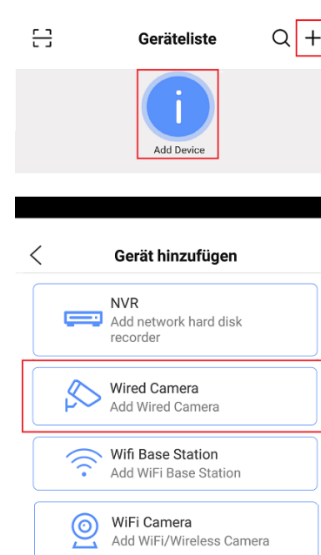 Geräteliste
Add Device
Gerät hinzufügen
NVR
Add network hard disk
recorder
Wired Camera
Add Wired Camera
Wifi Base Station
Add WiFi Base Station
WiFi Camera
Add WiFi/Wireless Camera